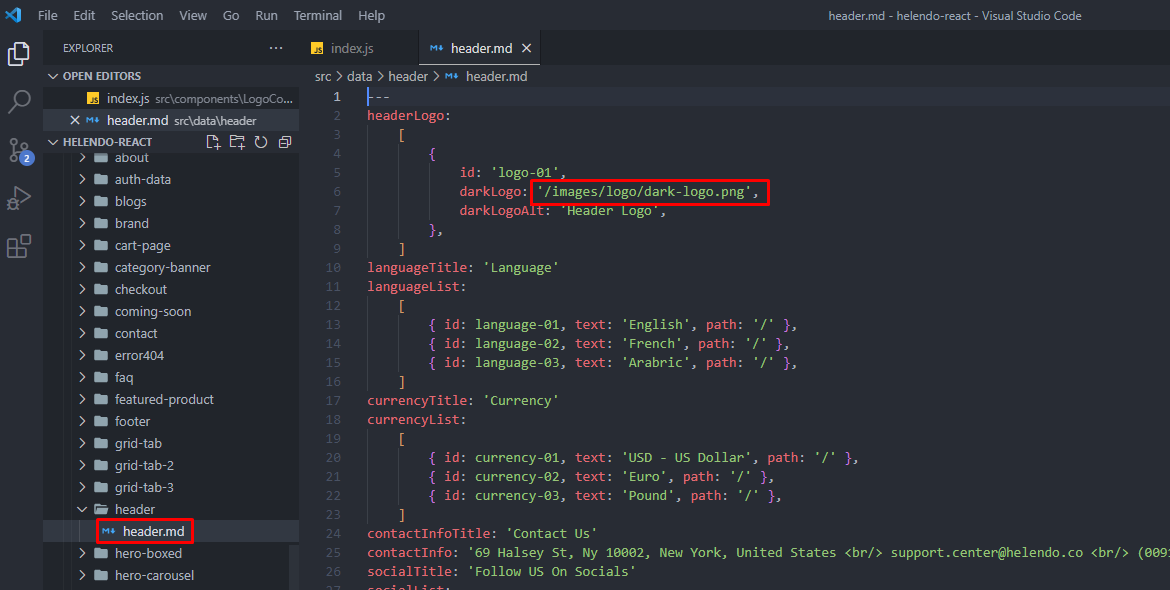 File Edit Selection View Go Run Terminal Help header.md - helendo-react - Visual Studio Code
EXPLORER ···
JS index.js
header.md
OPEN EDITORS
JS index.js src\components\LogoCo...
header.md src\data\header
HELENDO-REACT
2
about
auth-data
blogs
brand
cart-page
category-banner
checkout
coming-soon
contact
error404
faq
featured-product
footer
grid-tab
grid-tab-2
grid-tab-3
header
header.md
hero-boxed
hero-carousel
src > data > header > header.md
1 ---
2 headerLogo:
3 [
4 {
5 id: 'logo-01',
6 darkLogo: '/images/logo/dark-logo.png',
7 darkLogoAlt: 'Header Logo',
8 },
9 ]
10 languageTitle: 'Language'
11 languageList:
12 [
13 { id: language-01, text: 'English', path: '/' },
14 { id: language-02, text: 'French', path: '/' },
15 { id: language-03, text: 'Arabric', path: '/' },
16 ]
17 currencyTitle: 'Currency'
18 currencyList:
19 [
20 { id: currency-01, text: 'USD - US Dollar', path: '/' },
21 { id: currency-02, text: 'Euro', path: '/' },
22 { id: currency-03, text: 'Pound', path: '/' },
23 ]
24 contactInfoTitle: 'Contact Us'
25 contactInfo: '69 Halsey St, Ny 10002, New York, United States <br/> support.center@helendo.co <br/> (0091
26 socialTitle: 'Follow US On Socials'
27 socialList: